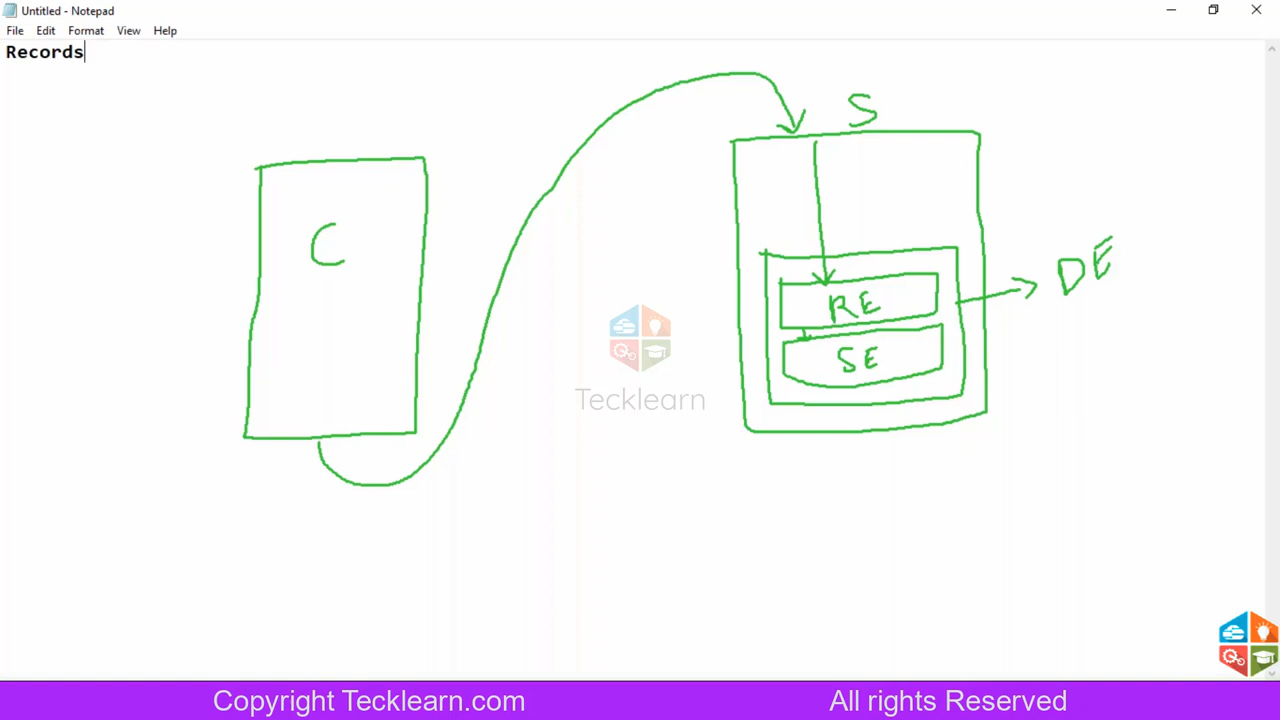 Untitled - Notepad
File Edit Format View Help
Records
S
C
DE
RE
SE
Tecklearn
Copyright Tecklearn.com All rights Reserved